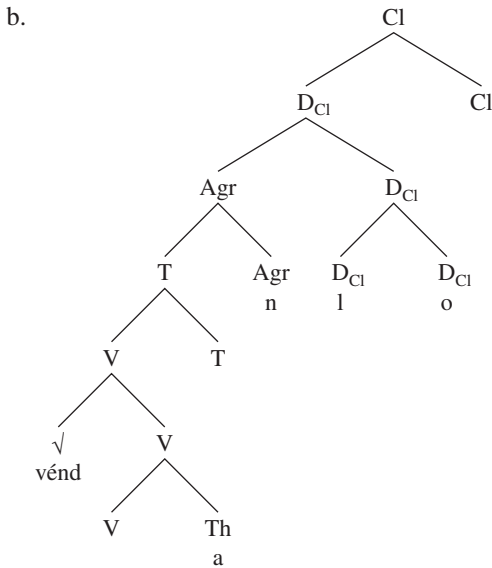 b.
Cl
D_Cl Cl
Agr D_Cl
T Agr D_Cl D_Cl
n l o
V T
√ V
vénd
V Th
a